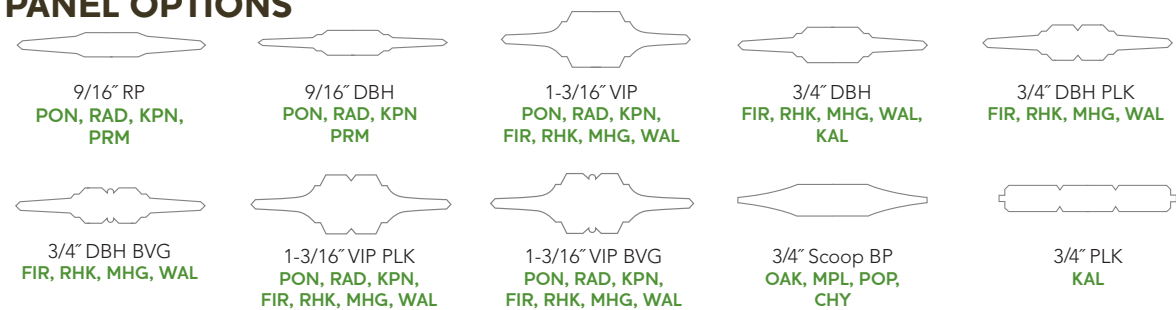 PANEL OPTIONS
9/16˝ RP
PON, RAD, KPN,
PRM
9/16˝ DBH
PON, RAD, KPN
PRM
1-3/16˝ VIP
PON, RAD, KPN,
FIR, RHK, MHG, WAL
3/4˝ DBH
FIR, RHK, MHG, WAL,
KAL
3/4˝ DBH PLK
FIR, RHK, MHG, WAL
3/4˝ DBH BVG
FIR, RHK, MHG, WAL
1-3/16˝ VIP PLK
PON, RAD, KPN,
FIR, RHK, MHG, WAL
1-3/16˝ VIP BVG
PON, RAD, KPN,
FIR, RHK, MHG, WAL
3/4˝ Scoop BP
OAK, MPL, POP,
CHY
3/4˝ PLK
KAL